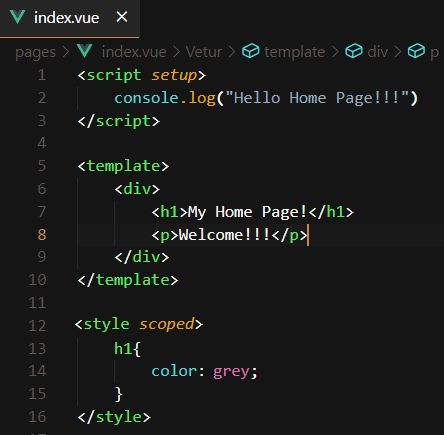 index.vue ×
pages > index.vue > Vetur > template > div > p
1 <script setup>
2 console.log("Hello Home Page!!!")
3 </script>
4
5 <template>
6 <div>
7 <h1>My Home Page!</h1>
8 <p>Welcome!!!</p>
9 </div>
10 </template>
11
12 <style scoped>
13 h1{
14 color: grey;
15 }
16 </style>